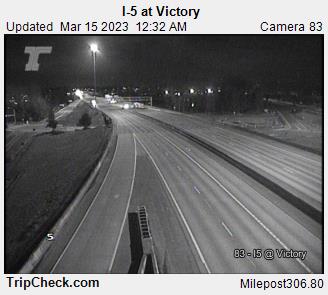 I-5 at Victory
Updated Mar 15 2023 12:32 AM Camera 83
T
5
83 - I5 @ Victory
TripCheck.com Milepost306.80